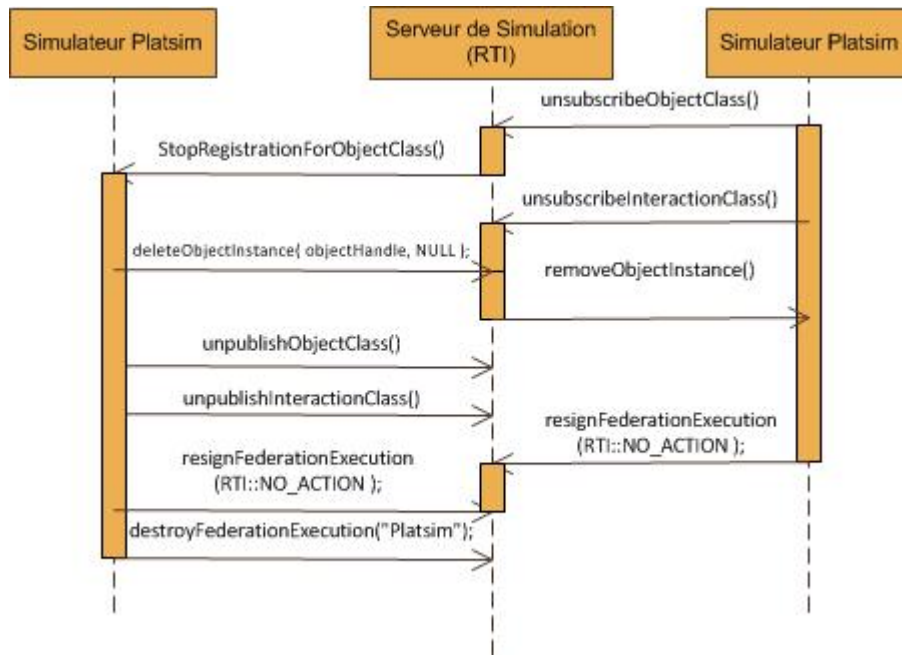 Simulateur Platsim
Serveur de Simulation
(RTI)
Simulateur Platsim
unsubscribeObjectClass()
StopRegistrationForObjectClass()
unsubscribeInteractionClass()
deleteObjectInstance( objectHandle, NULL );
removeObjectInstance()
unpublishObjectClass()
unpublishInteractionClass()
resignFederationExecution
(RTI::NO_ACTION );
resignFederationExecution
(RTI::NO_ACTION );
destroyFederationExecution("Platsim");